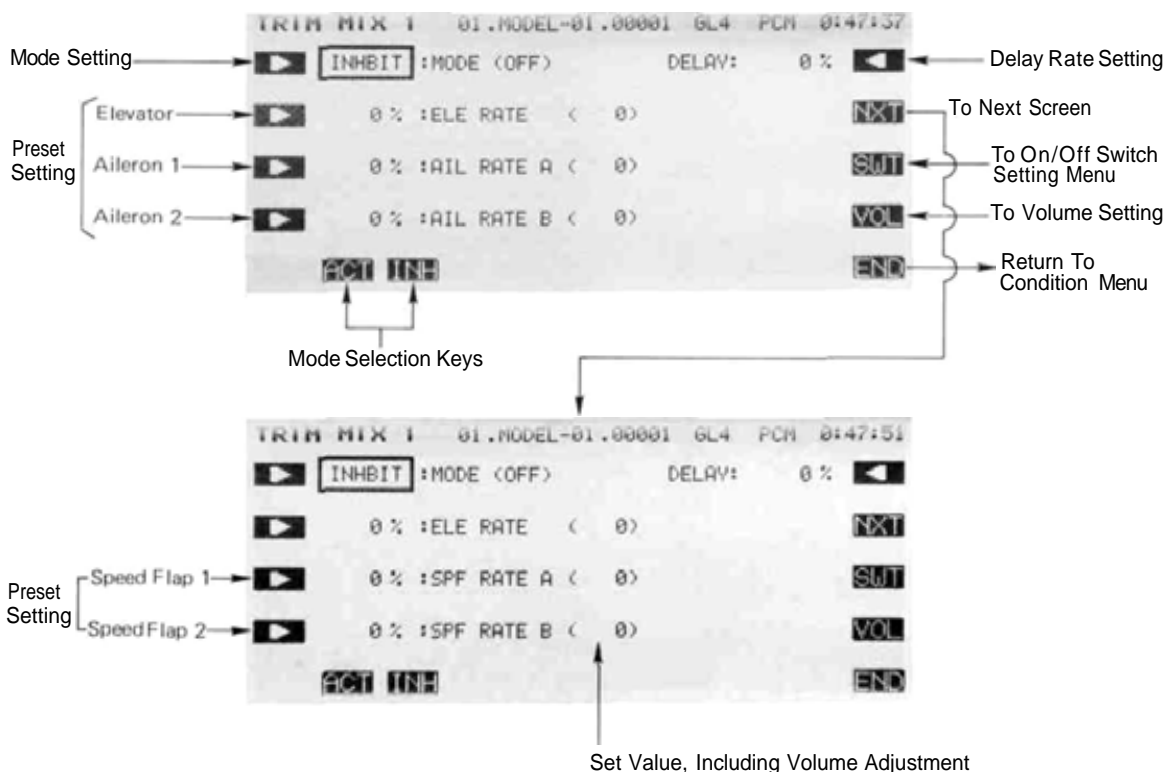 TRIM MIX 1 01.MODEL-01.00001 GL4 PCM 0:47:37
Mode Setting INHBIT :MODE (OFF) DELAY: 0 % Delay Rate Setting
Elevator 0 % :ELE RATE ( 0) NXT To Next Screen
Preset Setting
Aileron 1 0 % :AIL RATE A ( 0) SWT To On/Off Switch Setting Menu
Aileron 2 0 % :AIL RATE B ( 0) VOL To Volume Setting
ACT INH END Return To Condition Menu
Mode Selection Keys
TRIM MIX 1 01.MODEL-01.00001 GL4 PCM 0:47:51
INHBIT :MODE (OFF) DELAY: 0 %
0 % :ELE RATE ( 0) NXT
Preset Setting
Speed Flap 1 0 % :SPF RATE A ( 0) SWT
Speed Flap 2 0 % :SPF RATE B ( 0) VOL
ACT INH END
Set Value, Including Volume Adjustment